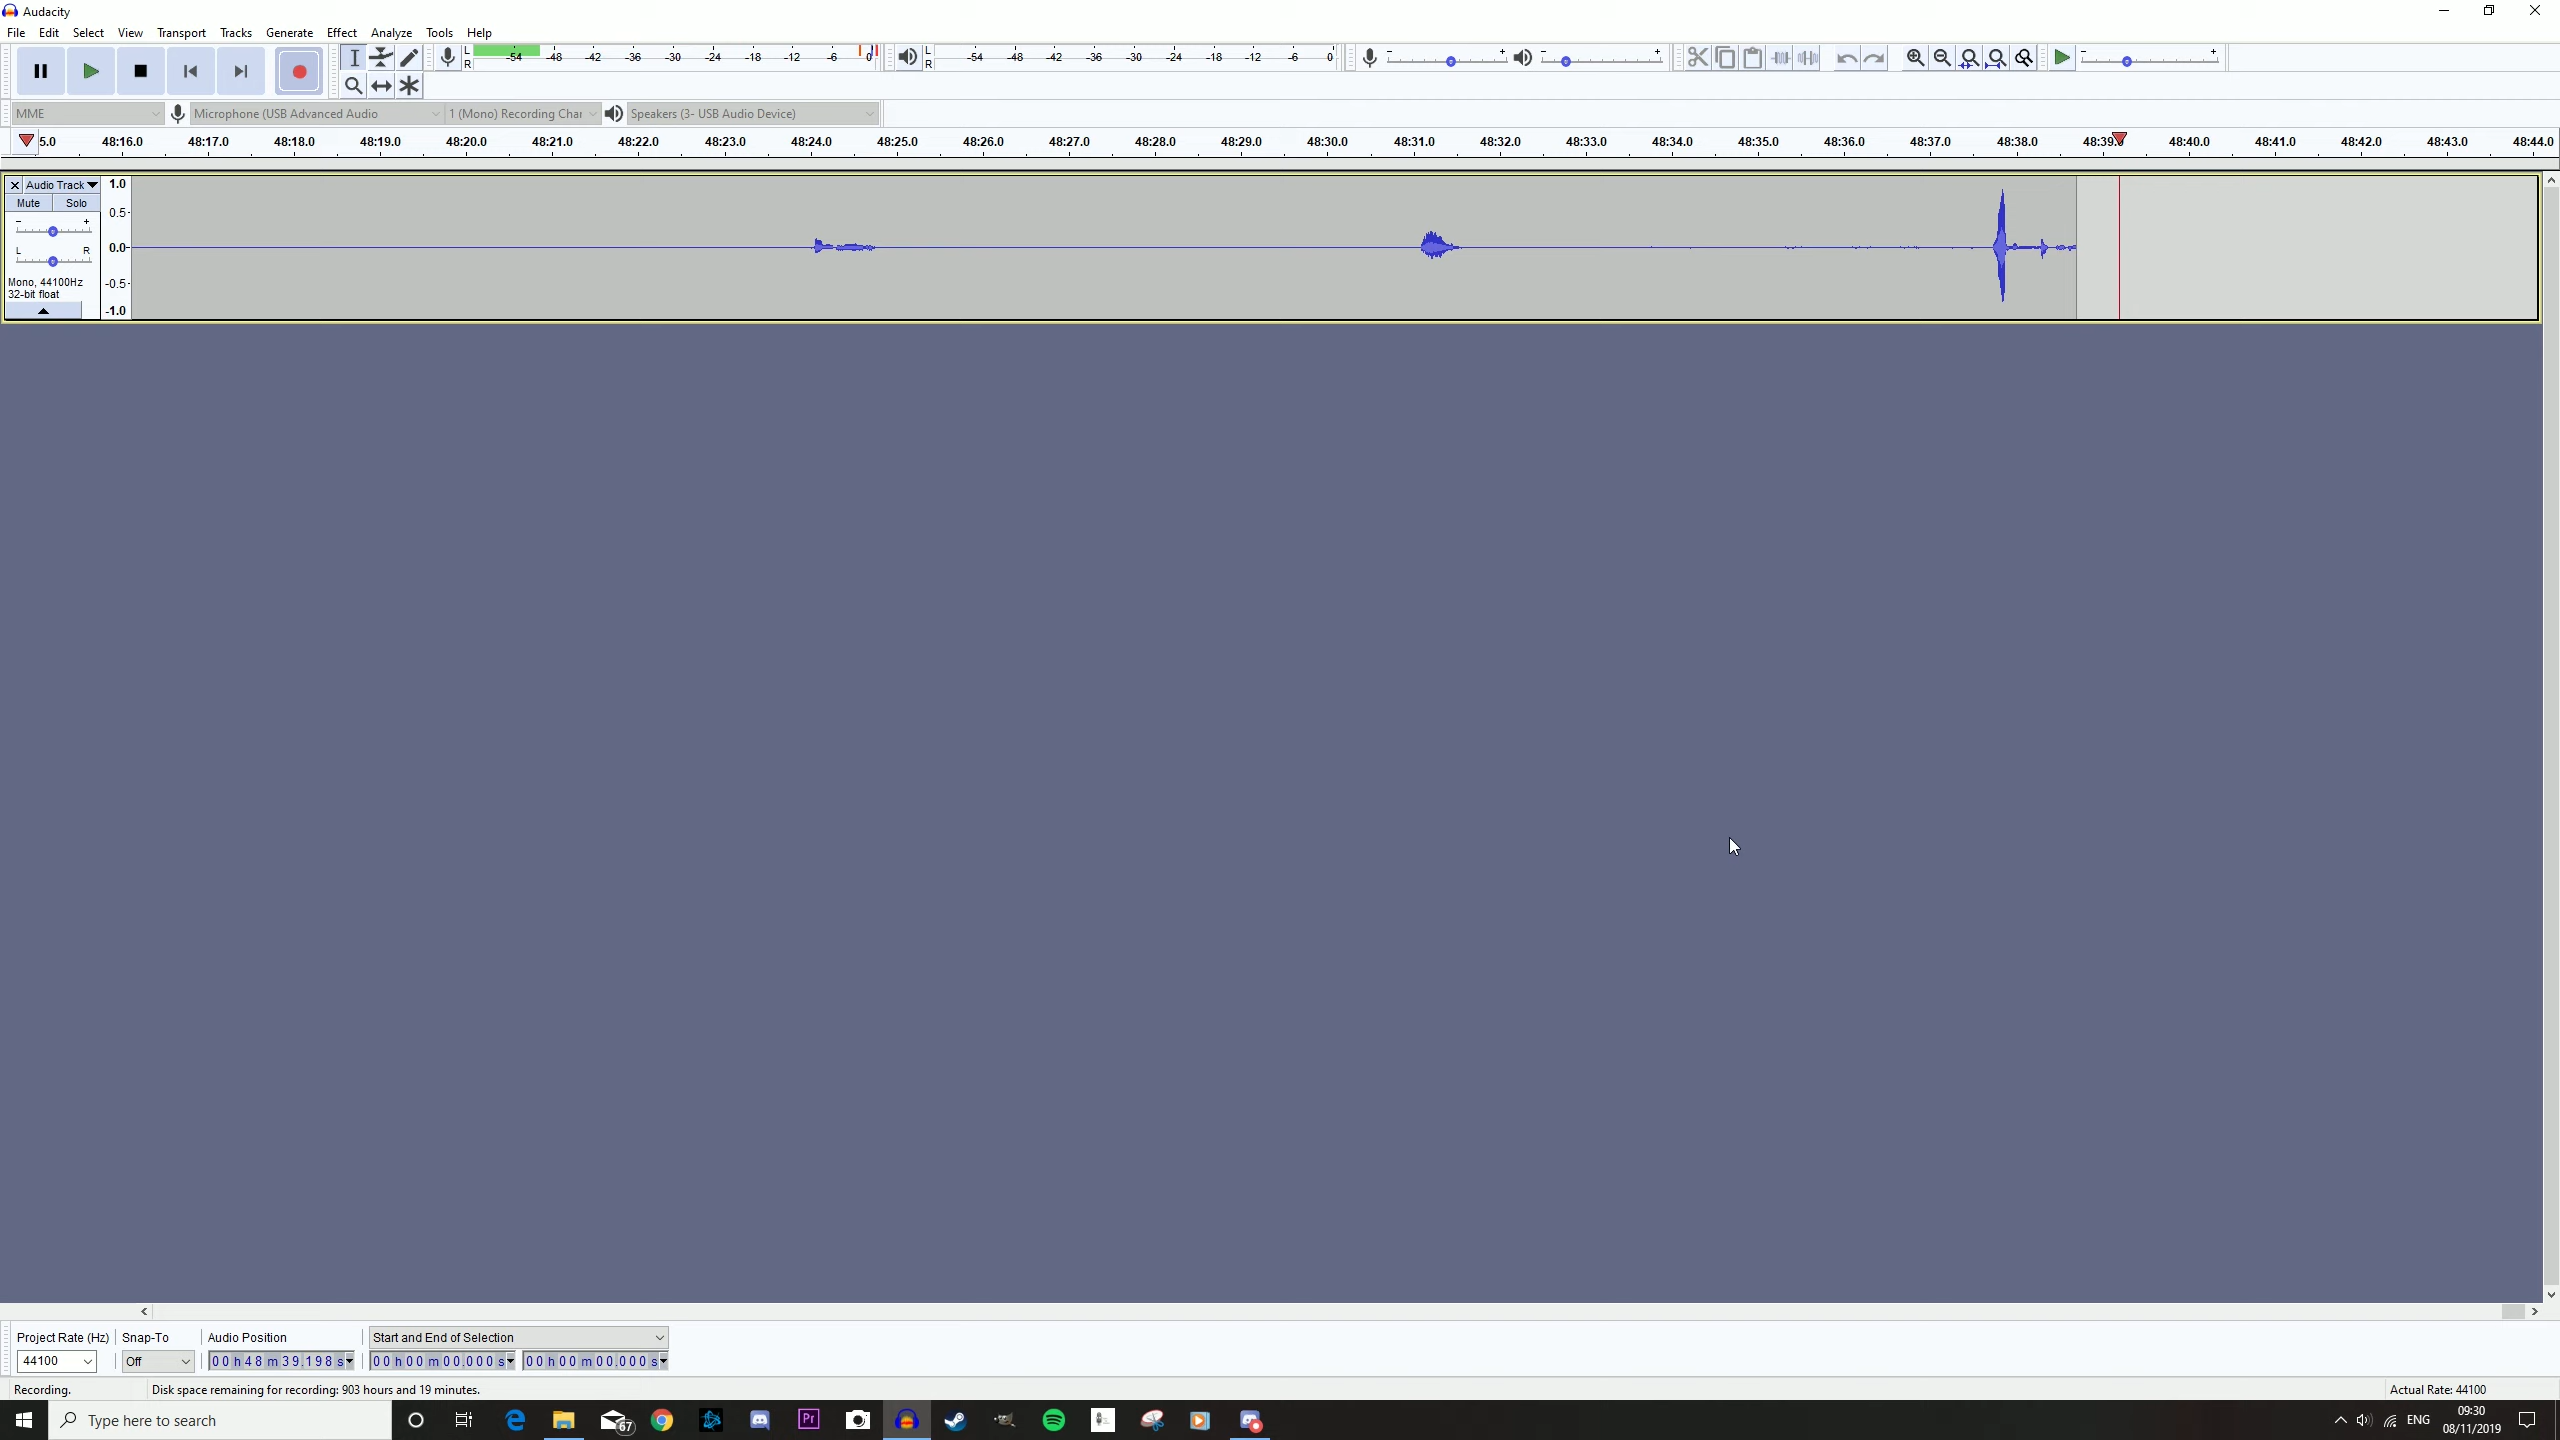 Audacity
File Edit Select View Transport Tracks Generate Effect Analyze Tools Help
L
R
-54 -48 -42 -36 -30 -24 -18 -12 -6 0
L
R
-54 -48 -42 -36 -30 -24 -18 -12 -6 0
- +
- +
- +
MME
Microphone (USB Advanced Audio
1 (Mono) Recording Char
Speakers (3- USB Audio Device)
5.0 48:16.0 48:17.0 48:18.0 48:19.0 48:20.0 48:21.0 48:22.0 48:23.0 48:24.0 48:25.0 48:26.0 48:27.0 48:28.0 48:29.0 48:30.0 48:31.0 48:32.0 48:33.0 48:34.0 48:35.0 48:36.0 48:37.0 48:38.0 48:39. 48:40.0 48:41.0 48:42.0 48:43.0 48:44.0
Audio Track 1.0
Mute Solo
0.5-
- +
0.0-
L R
Mono, 44100Hz
-0.5-
32-bit float
-1.0
Project Rate (Hz) Snap-To Audio Position Start and End of Selection
44100 Off 00 h 48 m 39.198 s 00 h 00 m 00.000 s 00 h 00 m 00.000 s
Recording. Disk space remaining for recording: 903 hours and 19 minutes. Actual Rate: 44100
Type here to search
67
Pr
ENG
09:30
08/11/2019